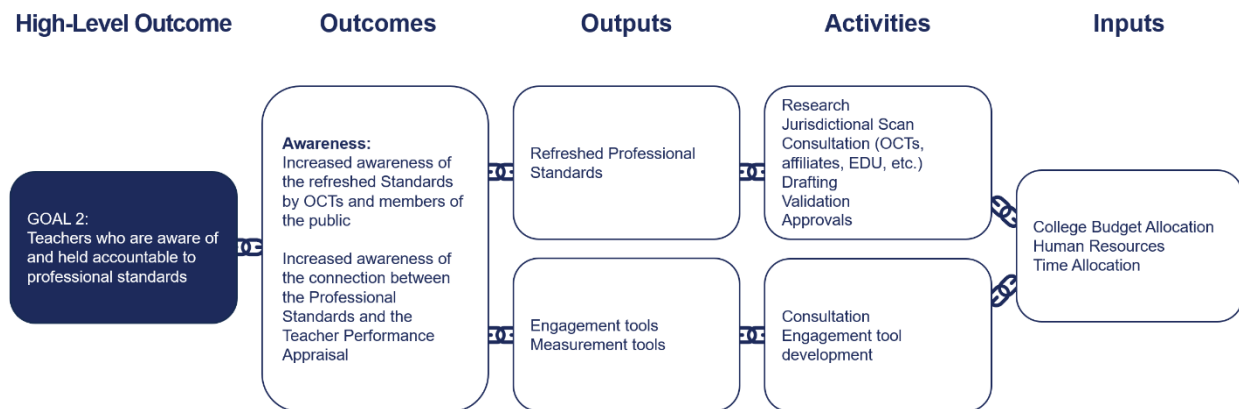 High-Level Outcome
Outcomes
Outputs
Activities
Inputs
GOAL 2:
Teachers who are aware of
and held accountable to
professional standards
Awareness:
Increased awareness of
the refreshed Standards
by OCTs and members of
the public
Increased awareness of
the connection between
the Professional
Standards and the
Teacher Performance
Appraisal
Refreshed Professional
Standards
Engagement tools
Measurement tools
Research
Jurisdictional Scan
Consultation (OCTs,
affiliates, EDU, etc.)
Drafting
Validation
Approvals
Consultation
Engagement tool
development
College Budget Allocation
Human Resources
Time Allocation